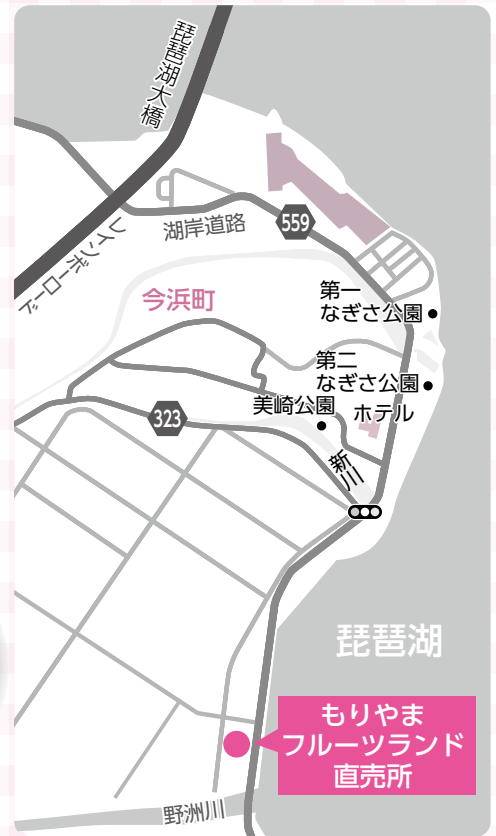 琵琶湖大橋
湖岸道路
559
レインボーロード
今浜町
第一
なぎさ公園
第二
なぎさ公園
美崎公園
ホテル
323
新川
琵琶湖
もりやま
フルーツランド
直売所
野洲川